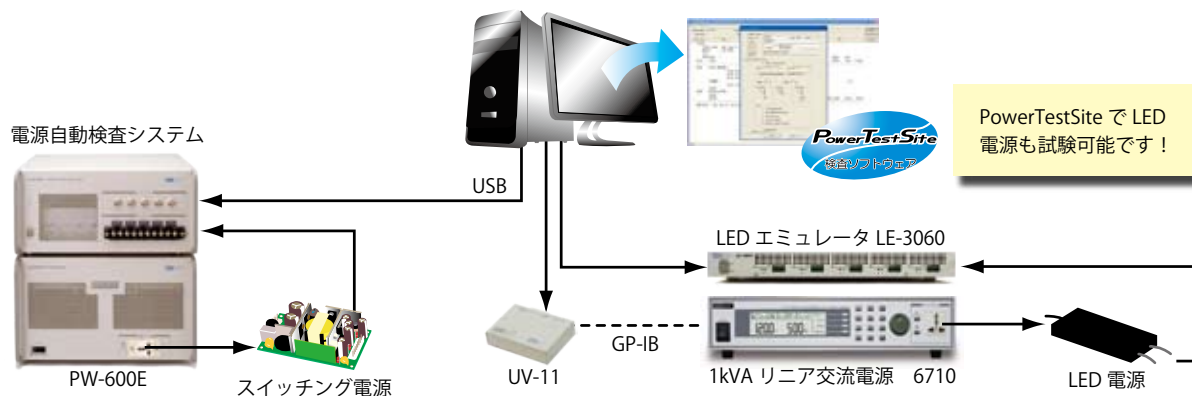 電源自動検査システム
USB
PowerTestSite
検査ソフトウェア
PowerTestSite で LED
電源も試験可能です！
LED エミュレータ LE-3060
GP-IB
PW-600E
スイッチング電源
UV-11
1kVA リニア交流電源 6710
LED 電源